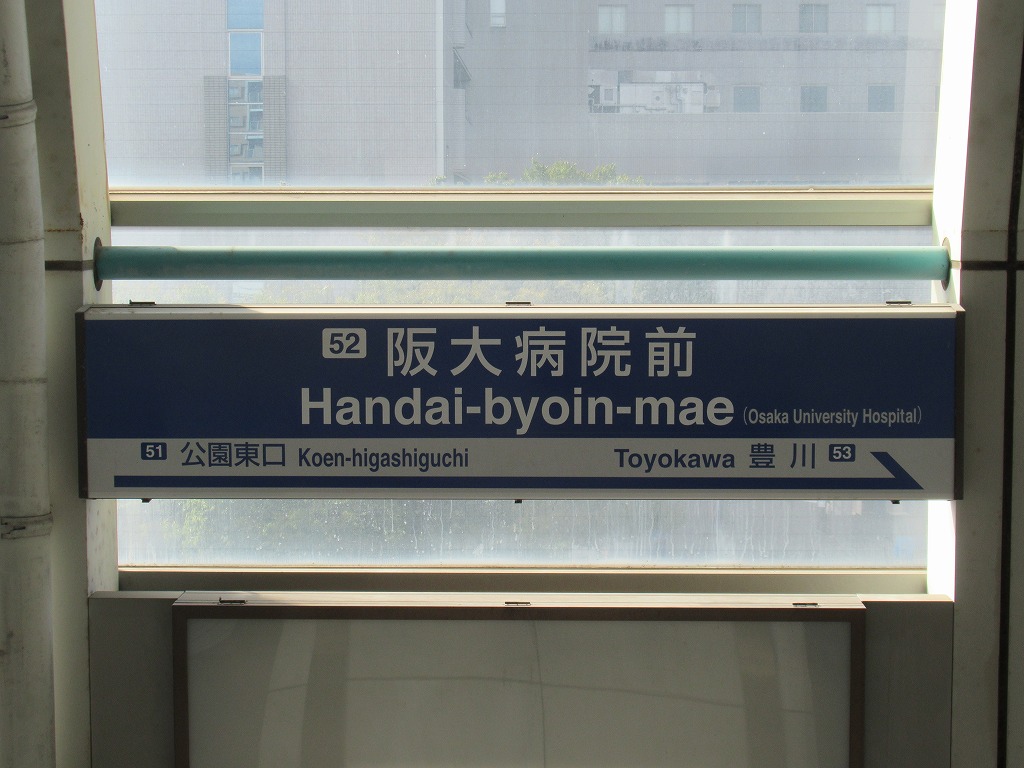 52 阪大病院前
Handai-byoin-mae (Osaka University Hospital)
51 公園東口 Koen-higashiguchi Toyokawa 豊川 53